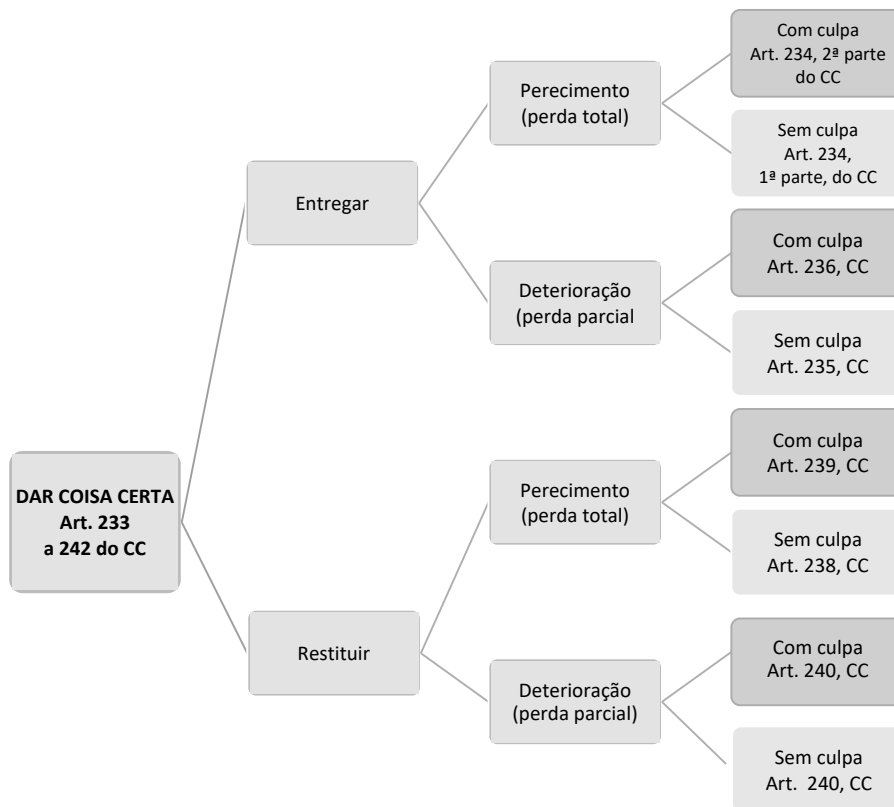 DAR COISA CERTA
Art. 233
a 242 do CC
Entregar
Perecimento
(perda total)
Com culpa
Art. 234, 2ª parte
do CC
Sem culpa
Art. 234,
1ª parte, do CC
Deterioração
(perda parcial
Com culpa
Art. 236, CC
Sem culpa
Art. 235, CC
Restituir
Perecimento
(perda total)
Com culpa
Art. 239, CC
Sem culpa
Art. 238, CC
Deterioração
(perda parcial)
Com culpa
Art. 240, CC
Sem culpa
Art. 240, CC